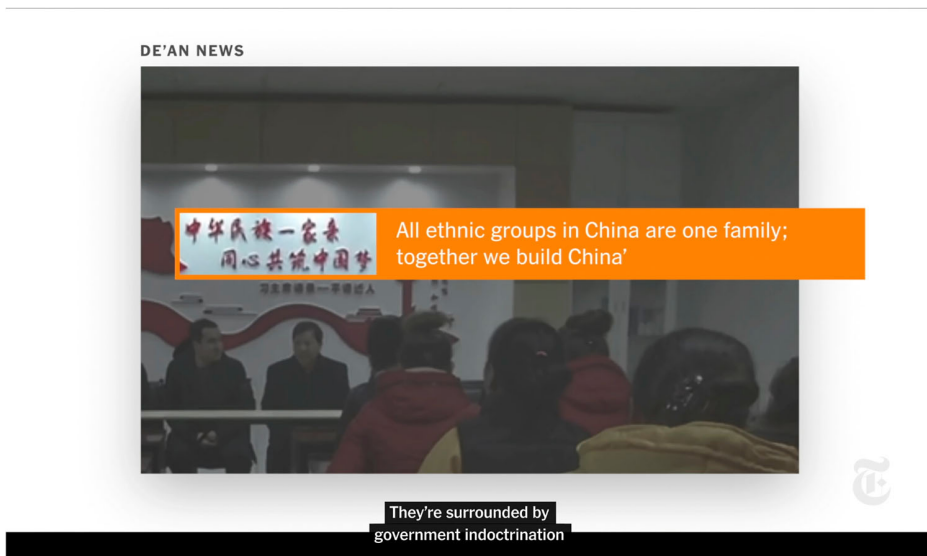 DE'AN NEWS
中华民族一家亲
同心共筑中国梦
All ethnic groups in China are one family;
together we build China'
They're surrounded by
government indoctrination